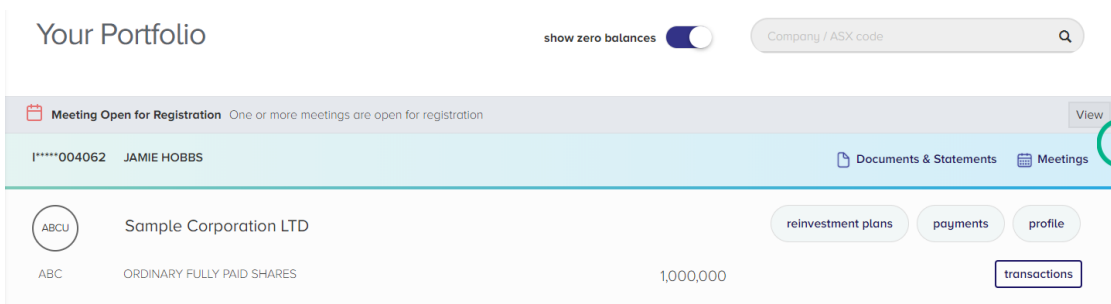 Your Portfolio show zero balances Company / ASX code
Meeting Open for Registration One or more meetings are open for registration View
I*****004062 JAMIE HOBBS Documents & Statements Meetings
ABCU Sample Corporation LTD reinvestment plans payments profile
ABC ORDINARY FULLY PAID SHARES 1,000,000 transactions